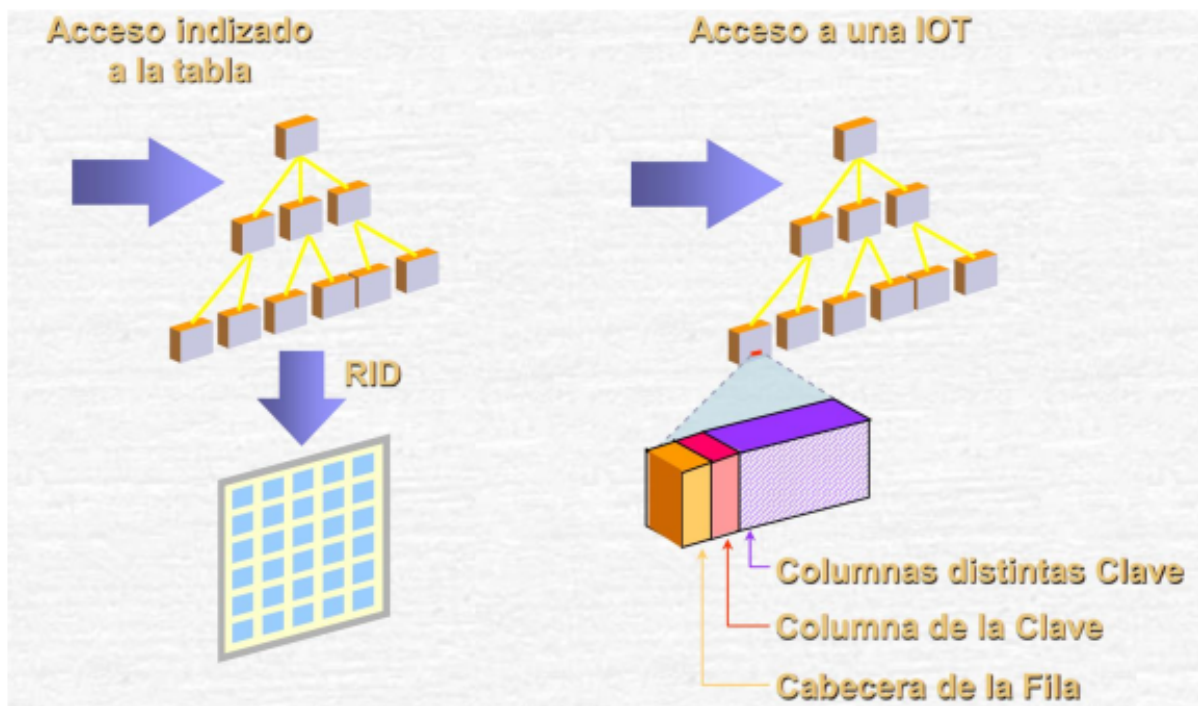 Acceso indizado
a la tabla
Acceso a una IOT
RID
Columnas distintas Clave
Columna de la Clave
Cabecera de la Fila